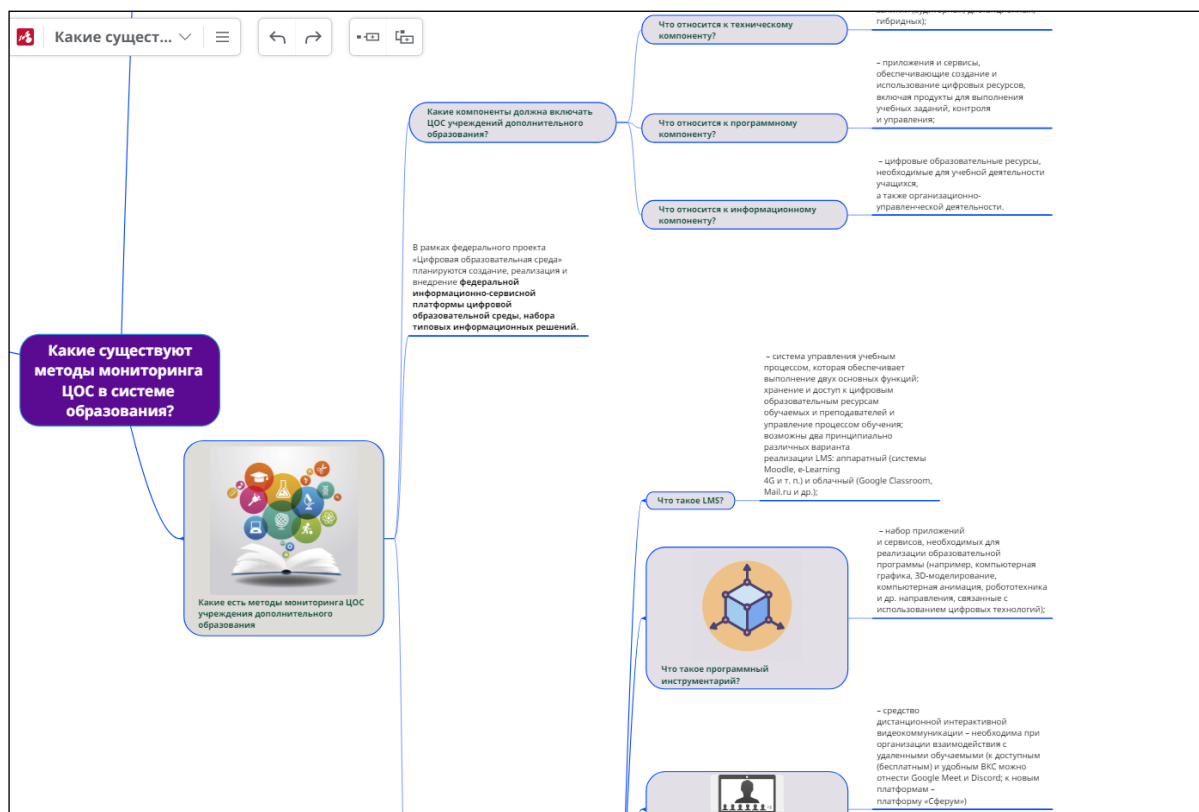 Какие сущест...
гибридных);
Что относится к техническому
компоненту?
– приложения и сервисы,
обеспечивающие создание и
использование цифровых ресурсов,
включая продукты для выполнения
учебных заданий, контроля
и управления;
Какие компоненты должна включать
ЦОС учреждений дополнительного
образования?
Что относится к программному
компоненту?
– цифровые образовательные ресурсы,
необходимые для учебной деятельности
учащихся,
а также организационно-
управленческой деятельности.
Что относится к информационному
компоненту?
В рамках федерального проекта
«Цифровая образовательная среда»
планируются создание, реализация и
внедрение федеральной
информационно-сервисной
платформы цифровой
образовательной среды, набора
типовых информационных решений.
Какие существуют
методы мониторинга
ЦОС в системе
образования?
– система управления учебным
процессом, которая обеспечивает
выполнение двух основных функций:
хранение и доступ к цифровым
образовательным ресурсам
обучаемых и преподавателей и
управление процессом обучения;
возможны два принципиально
различных варианта
реализации LMS: аппаратный (системы
Moodle, e-Learning
4G и т. п.) и облачный (Google Classroom,
Mail.ru и др.);
Что такое LMS?
Какие есть методы мониторинга ЦОС
учреждения дополнительного
образования
– набор приложений
и сервисов, необходимых для
реализации образовательной
программы (например, компьютерная
графика, 3D-моделирование,
компьютерная анимация, робототехника
и др. направления, связанные с
использованием цифровых технологий);
Что такое программный
инструментарий?
– средство
дистанционной интерактивной
видеокоммуникации – необходима при
организации взаимодействия с
удаленными обучаемыми (к доступным
(бесплатным) и удобным ВКС можно
отнести Google Meet и Discord; к новым
платформам –
платформу «Сферум»)